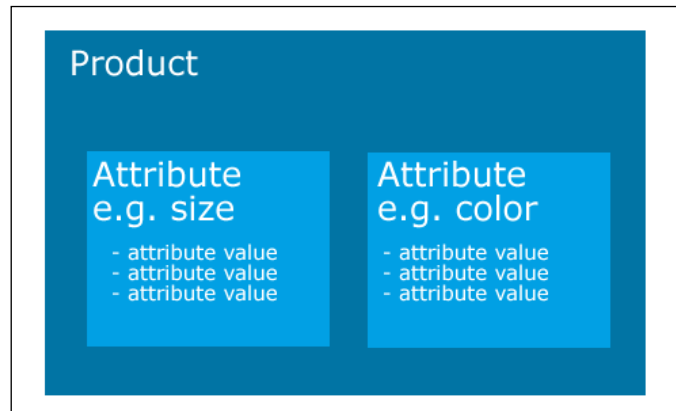 Product
Attribute
e.g. size
- attribute value
- attribute value
- attribute value
Attribute
e.g. color
- attribute value
- attribute value
- attribute value